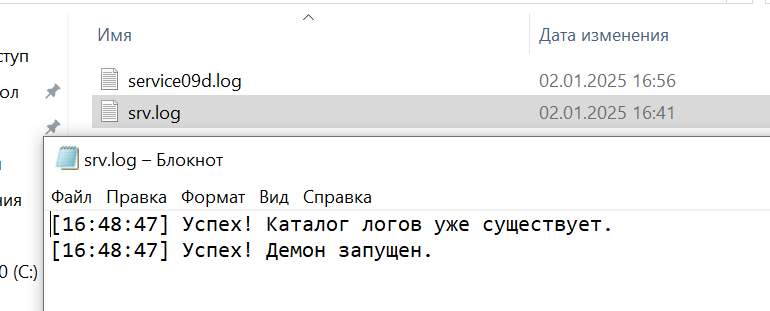 Имя
Дата изменения
ступ
service09d.log
02.01.2025 16:56
ол
srv.log
02.01.2025 16:41
srv.log – Блокнот
Файл Правка Формат Вид Справка
ния
[16:48:47] Успех! Каталог логов уже существует.
[16:48:47] Успех! Демон запущен.
0 (C:)